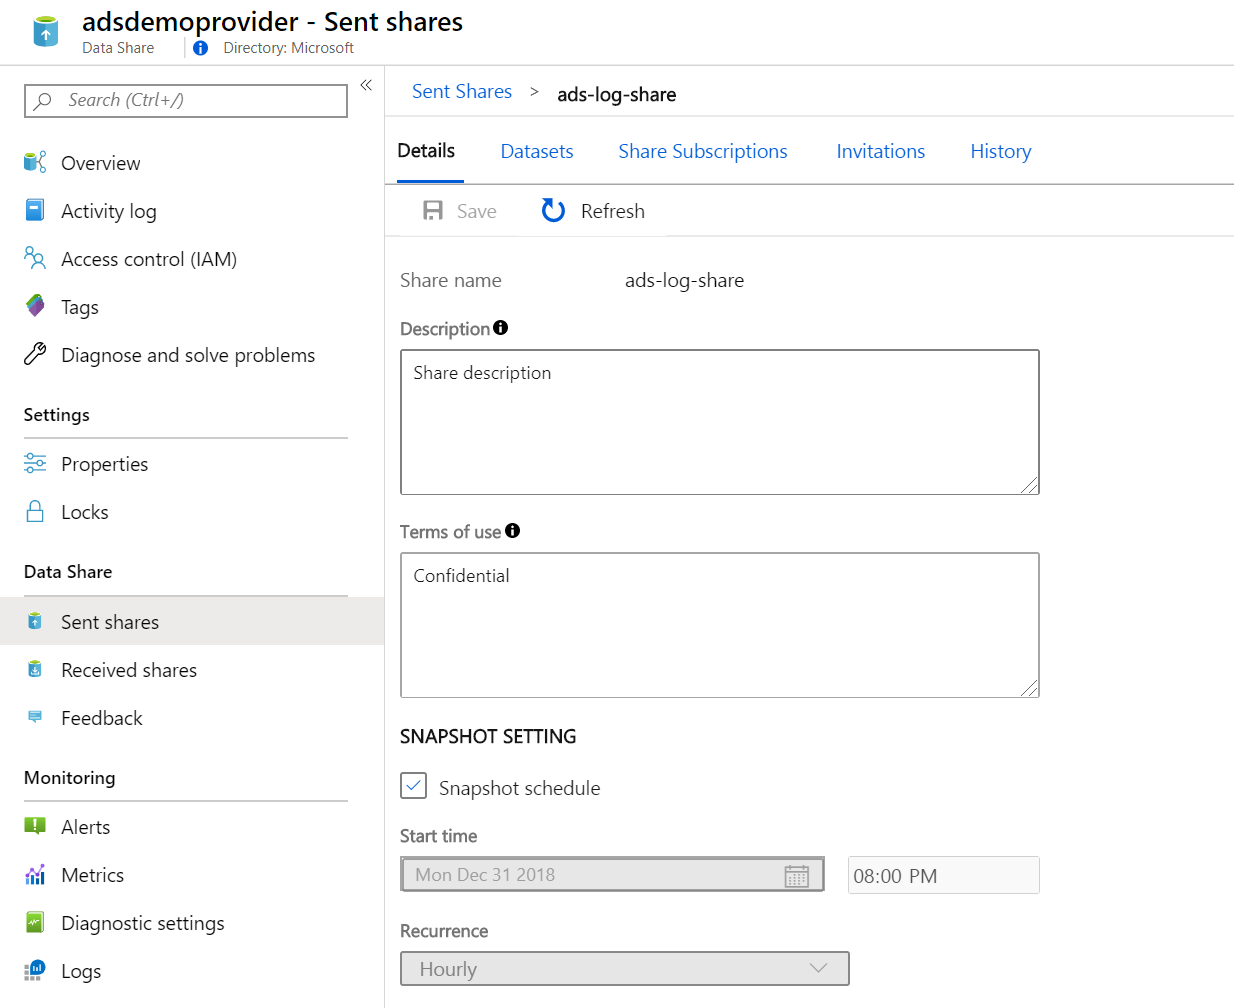 adsdemoprovider - Sent shares
Data Share
Directory: Microsoft
Search (Ctrl+/)
«
Overview
Activity log
Access control (IAM)
Tags
Diagnose and solve problems
Settings
Properties
Locks
Data Share
Sent shares
Received shares
Feedback
Monitoring
Alerts
Metrics
Diagnostic settings
Logs
Sent Shares > ads-log-share
Details Datasets Share Subscriptions Invitations History
Save Refresh
Share name ads-log-share
Description
Share description
Terms of use
Confidential
SNAPSHOT SETTING
Snapshot schedule
Start time
Mon Dec 31 2018 08:00 PM
Recurrence
Hourly